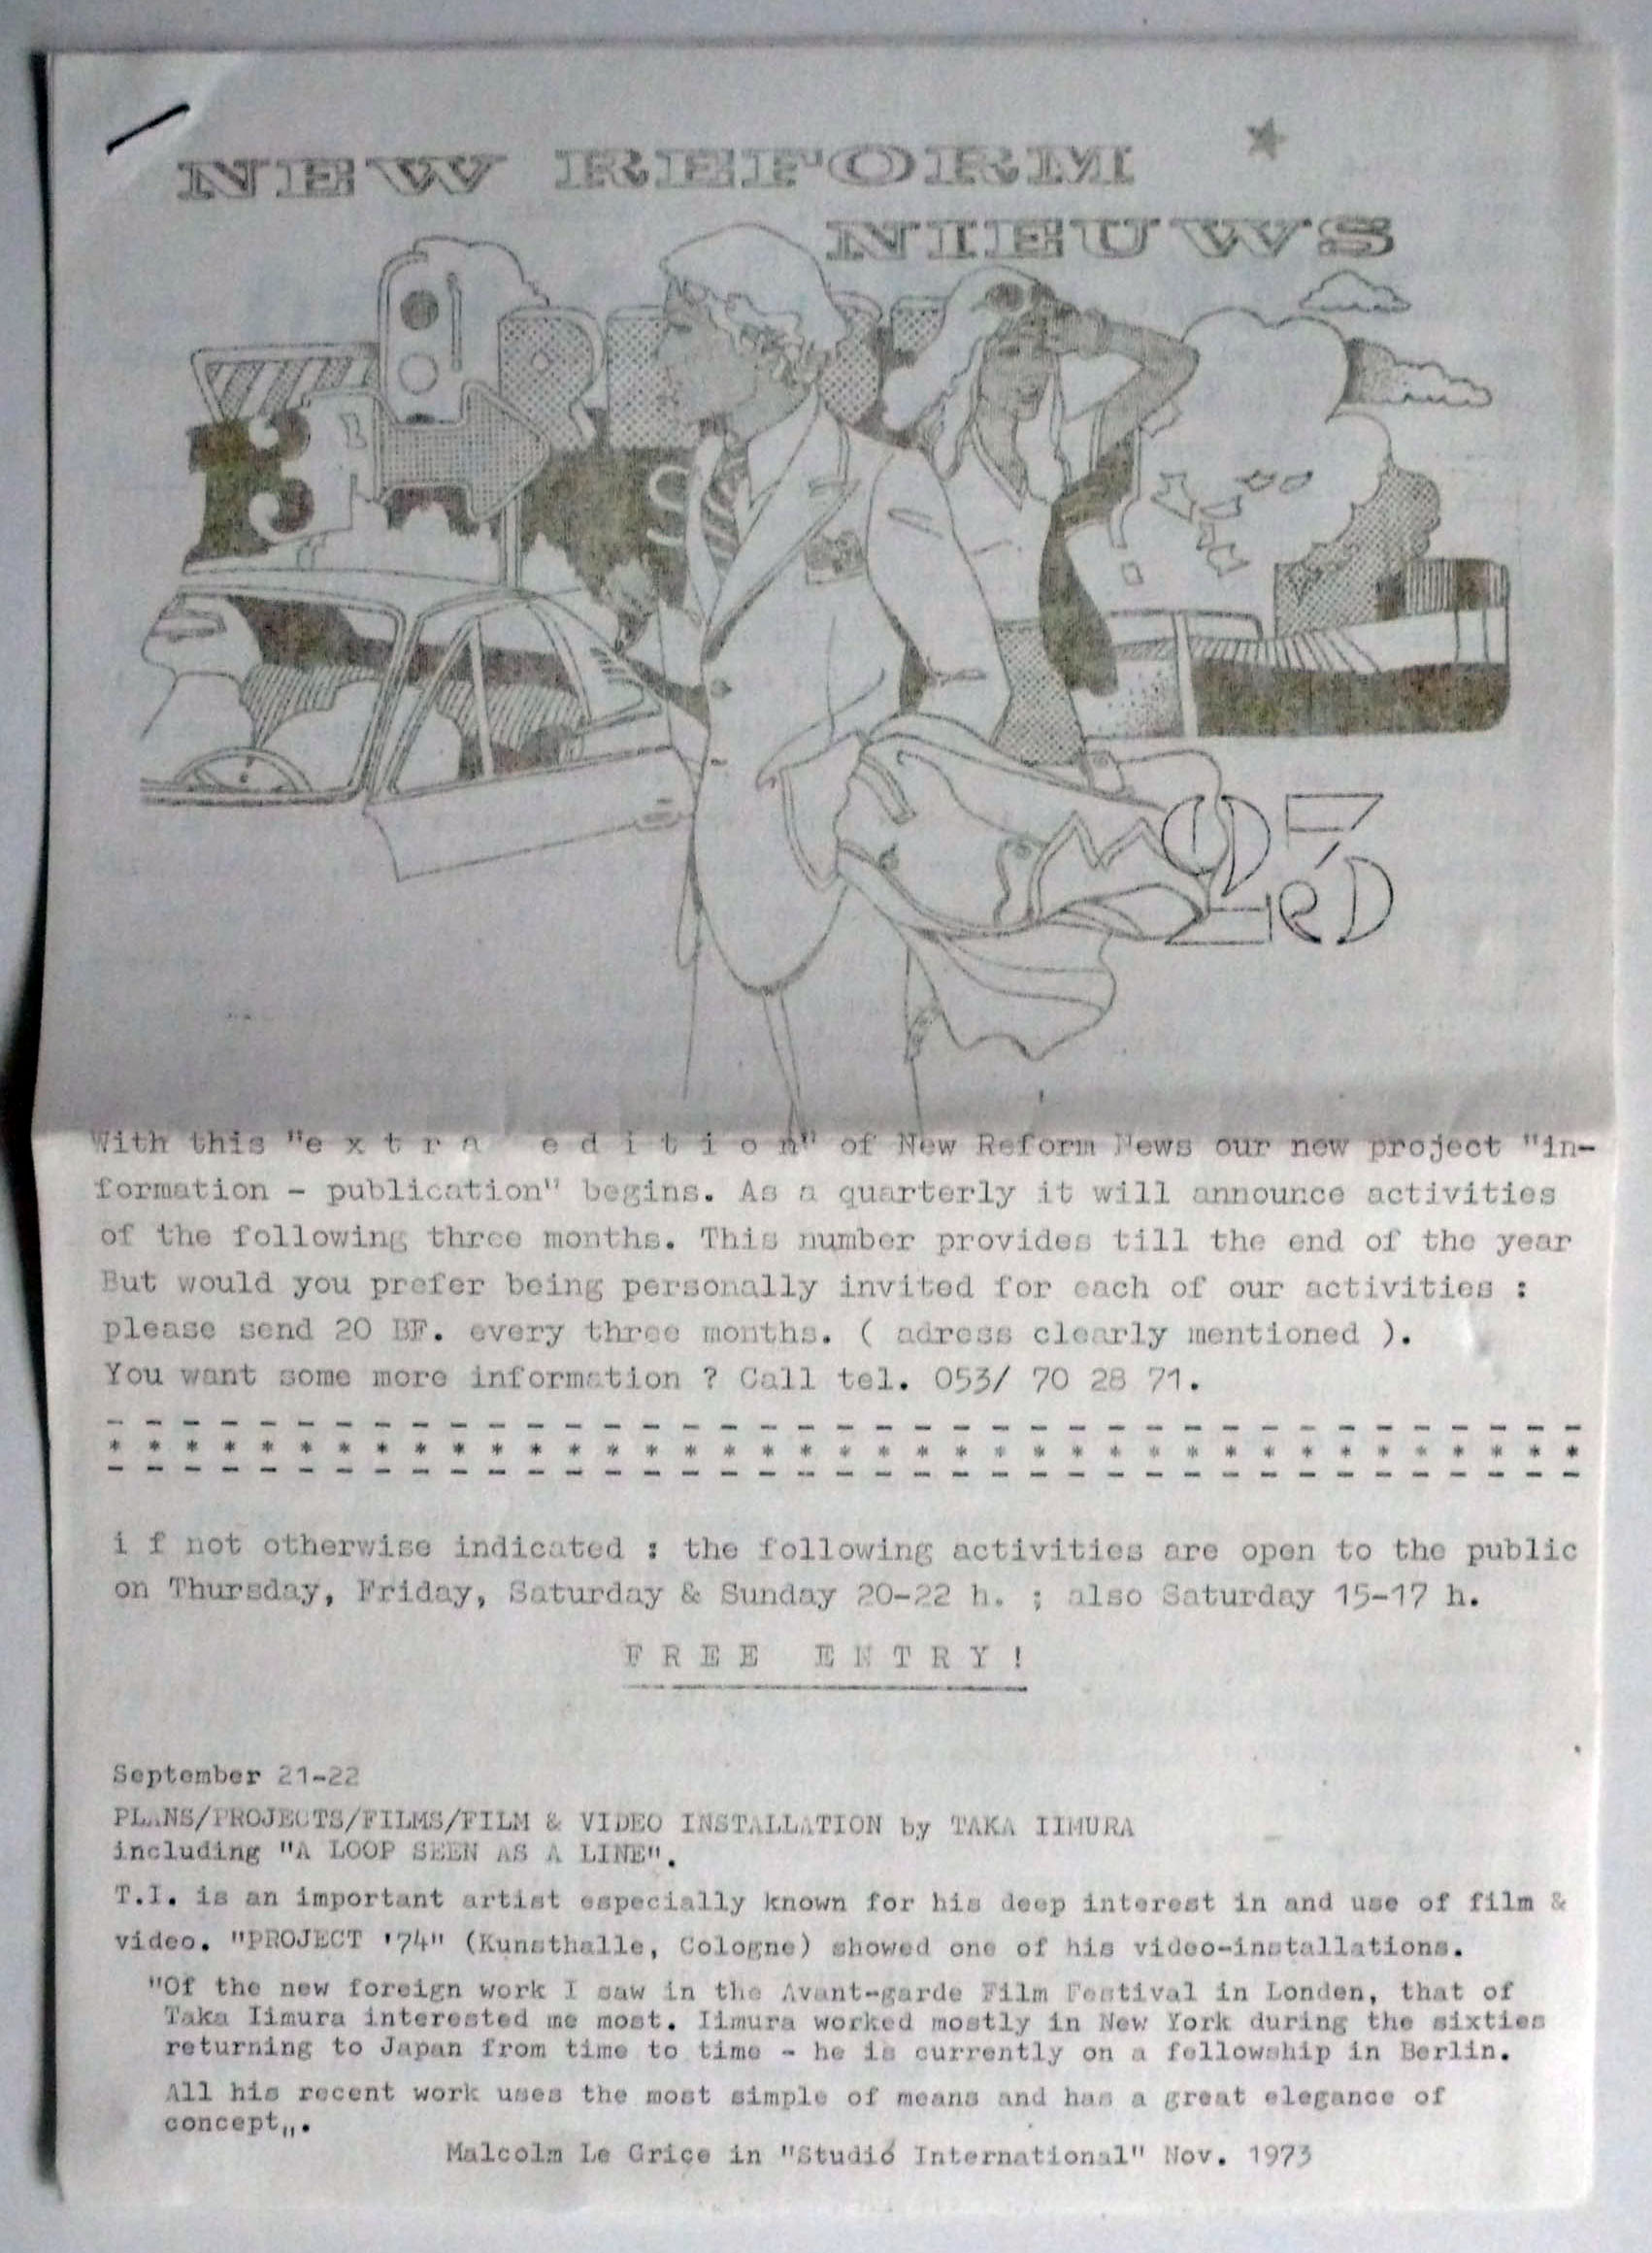 NEW REFORM
NIEUWS
With this "e x t r a   e d i t i o n" of New Reform News our new project "in-
formation - publication" begins. As a quarterly it will announce activities
of the following three months. This number provides till the end of the year
But would you prefer being personally invited for each of our activities :
please send 20 BF. every three months. ( adress clearly mentioned ).
You want some more information ? Call tel. 053/ 70 28 71.
- - - - - - - - - - - - - - - - - - - - - - - - - - - - - - - - - - - - - - -
* * * * * * * * * * * * * * * * * * * * * * * * * * * * * * * * * * * * * * *
- - - - - - - - - - - - - - - - - - - - - - - - - - - - - - - - - - - - - - -
i f not otherwise indicated : the following activities are open to the public
on Thursday, Friday, Saturday & Sunday 20-22 h. ; also Saturday 15-17 h.
F R E E   E N T R Y !
September 21-22
PLANS/PROJECTS/FILMS/FILM & VIDEO INSTALLATION by TAKA IIMURA
including "A LOOP SEEN AS A LINE".
T.I. is an important artist especially known for his deep interest in and use of film &
video. "PROJECT '74" (Kunsthalle, Cologne) showed one of his video-installations.
"Of the new foreign work I saw in the Avant-garde Film Festival in Londen, that of
Taka Iimura interested me most. Iimura worked mostly in New York during the sixties
returning to Japan from time to time - he is currently on a fellowship in Berlin.
All his recent work uses the most simple of means and has a great elegance of
concept„.
Malcolm Le Grice in "Studió International" Nov. 1973